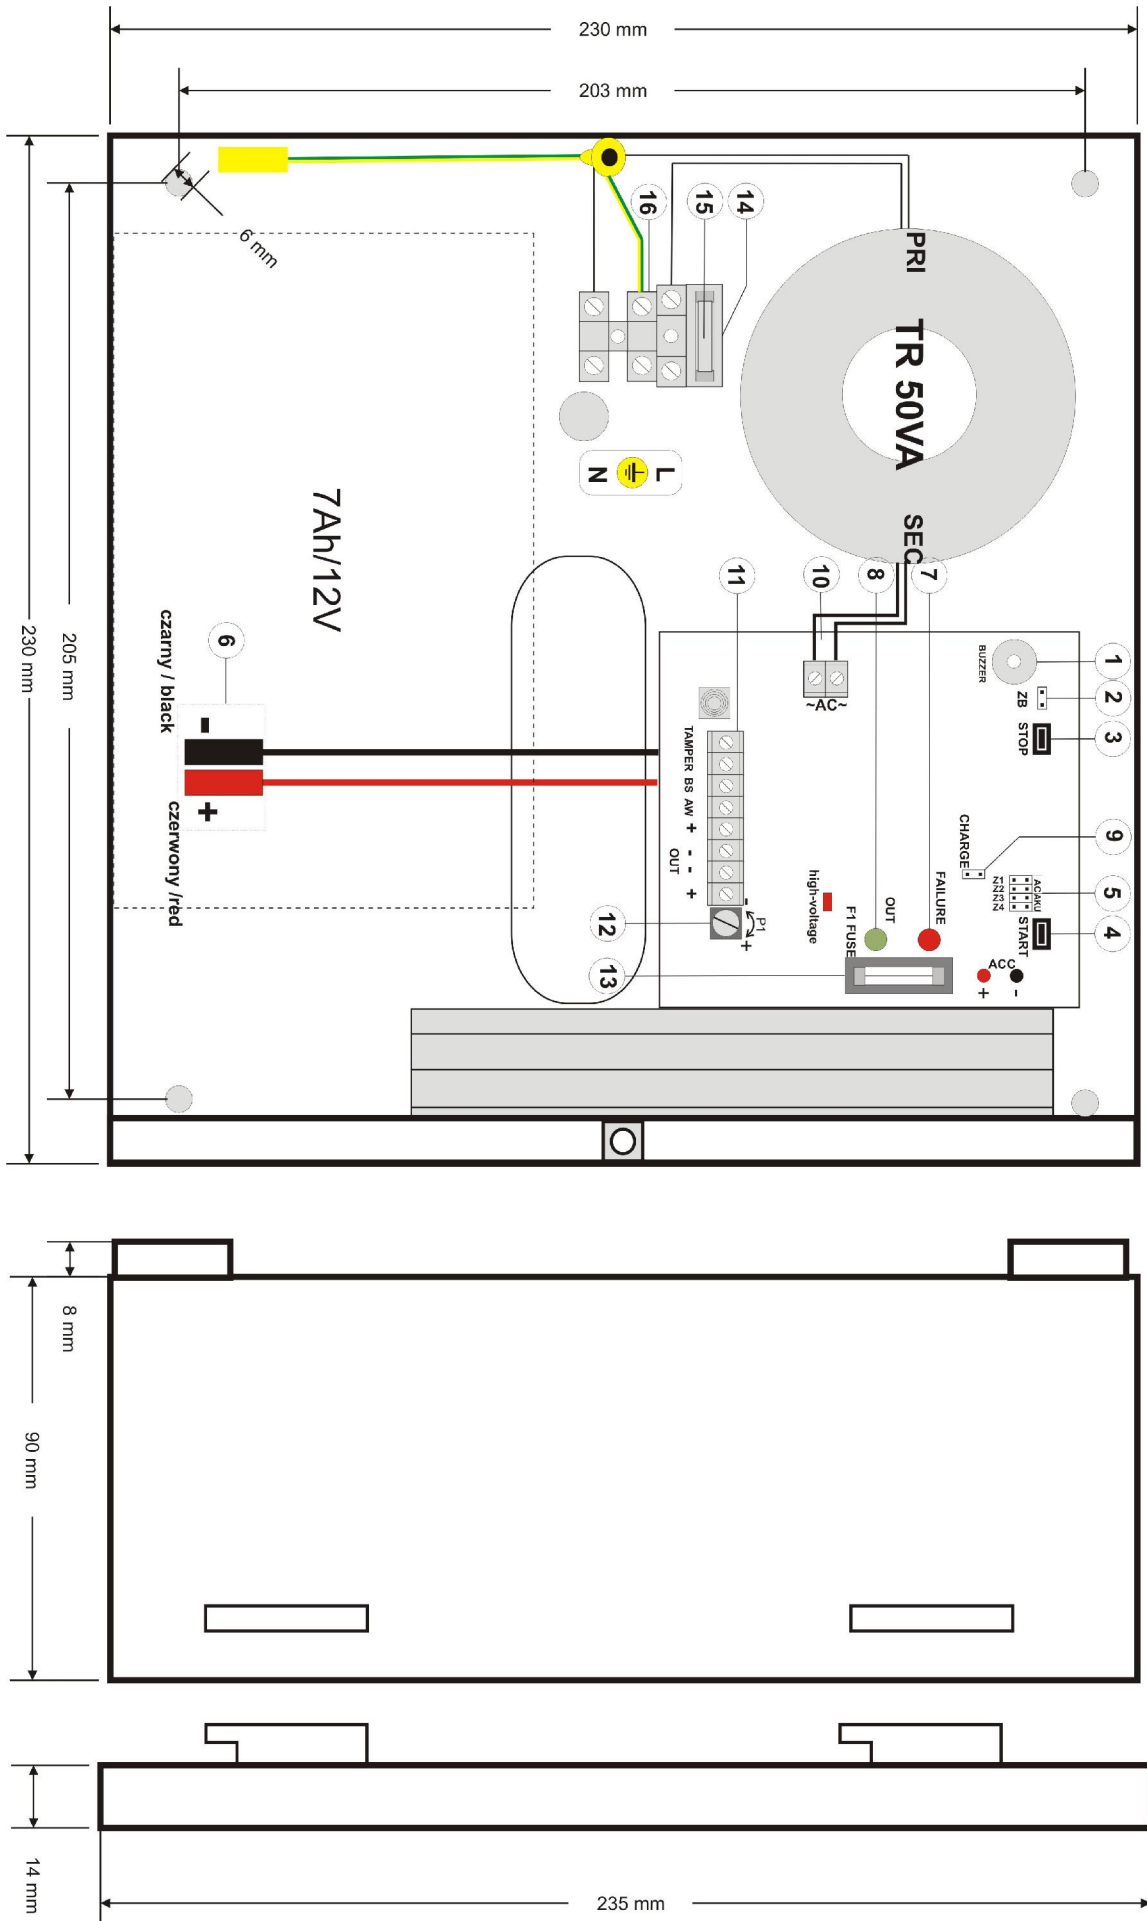 230 mm
203 mm
6 mm
205 mm
230 mm
16
15
14
PRI
TR 50VA
SEC
N
L
7Ah/12V
czarny / black
6
-
+
czerwony /red
11
10
8
7
1
2
3
9
5
4
12
13
BUZZER
ZB
STOP
~AC~
TAMPER BS AW + - - +
OUT
CHARGE
Z1
Z2
Z3
Z4
ACAKU
START
FAILURE
OUT
F1 FUSE
high-voltage
P1
-
+
ACC
+ -
8 mm
90 mm
14 mm
235 mm